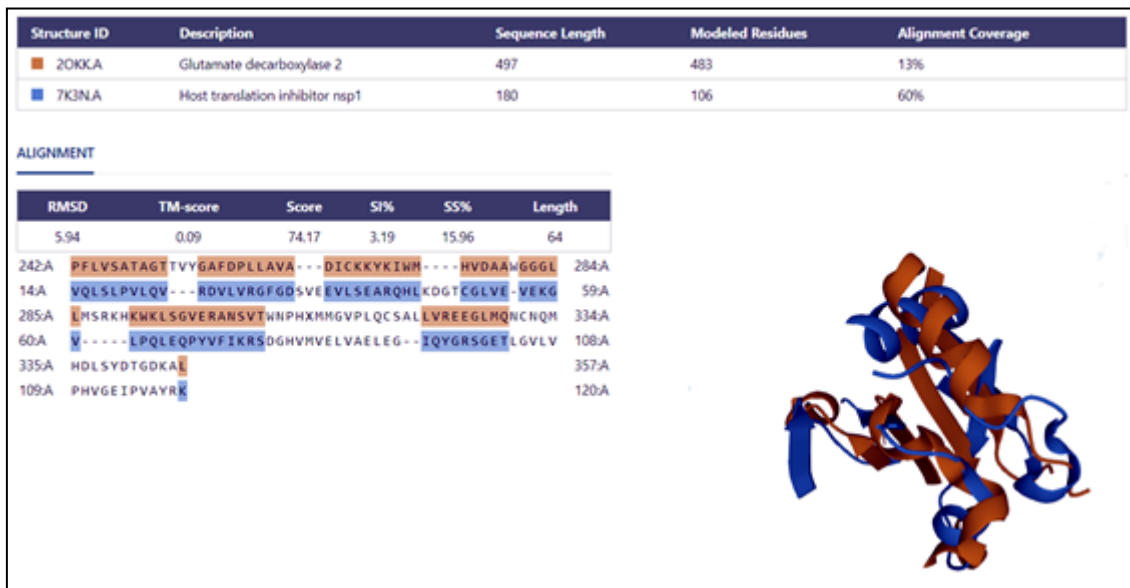 Structure ID Description Sequence Length Modeled Residues Alignment Coverage
2OKK.A Glutamate decarboxylase 2 497 483 13%
7K3N.A Host translation inhibitor nsp1 180 106 60%
ALIGNMENT
RMSD TM-score Score SI% SS% Length
5.94 0.09 74.17 3.19 15.96 64
242:A PFLVSATAGTTVYGAFDPLLAVA---DICKKYKIWM----HVDAAWGGGL 284:A
14:A VQLSLPVLQV---RDVLVRGFGDSVEEVLSEARQHLKDGTCGLVE-VEKG 59:A
285:A LMSRKHKWKLSGVERANSVTWNPHXMMGVPLQCSALLVREEGLMQNCNQM 334:A
60:A V-----LPQLEQPYVFIKRSDGHVMVELVAELEG--IQYGRSGETLGVLV 108:A
335:A HDLSYDTGDKAL 357:A
109:A PHVGEIPVAYRK 120:A